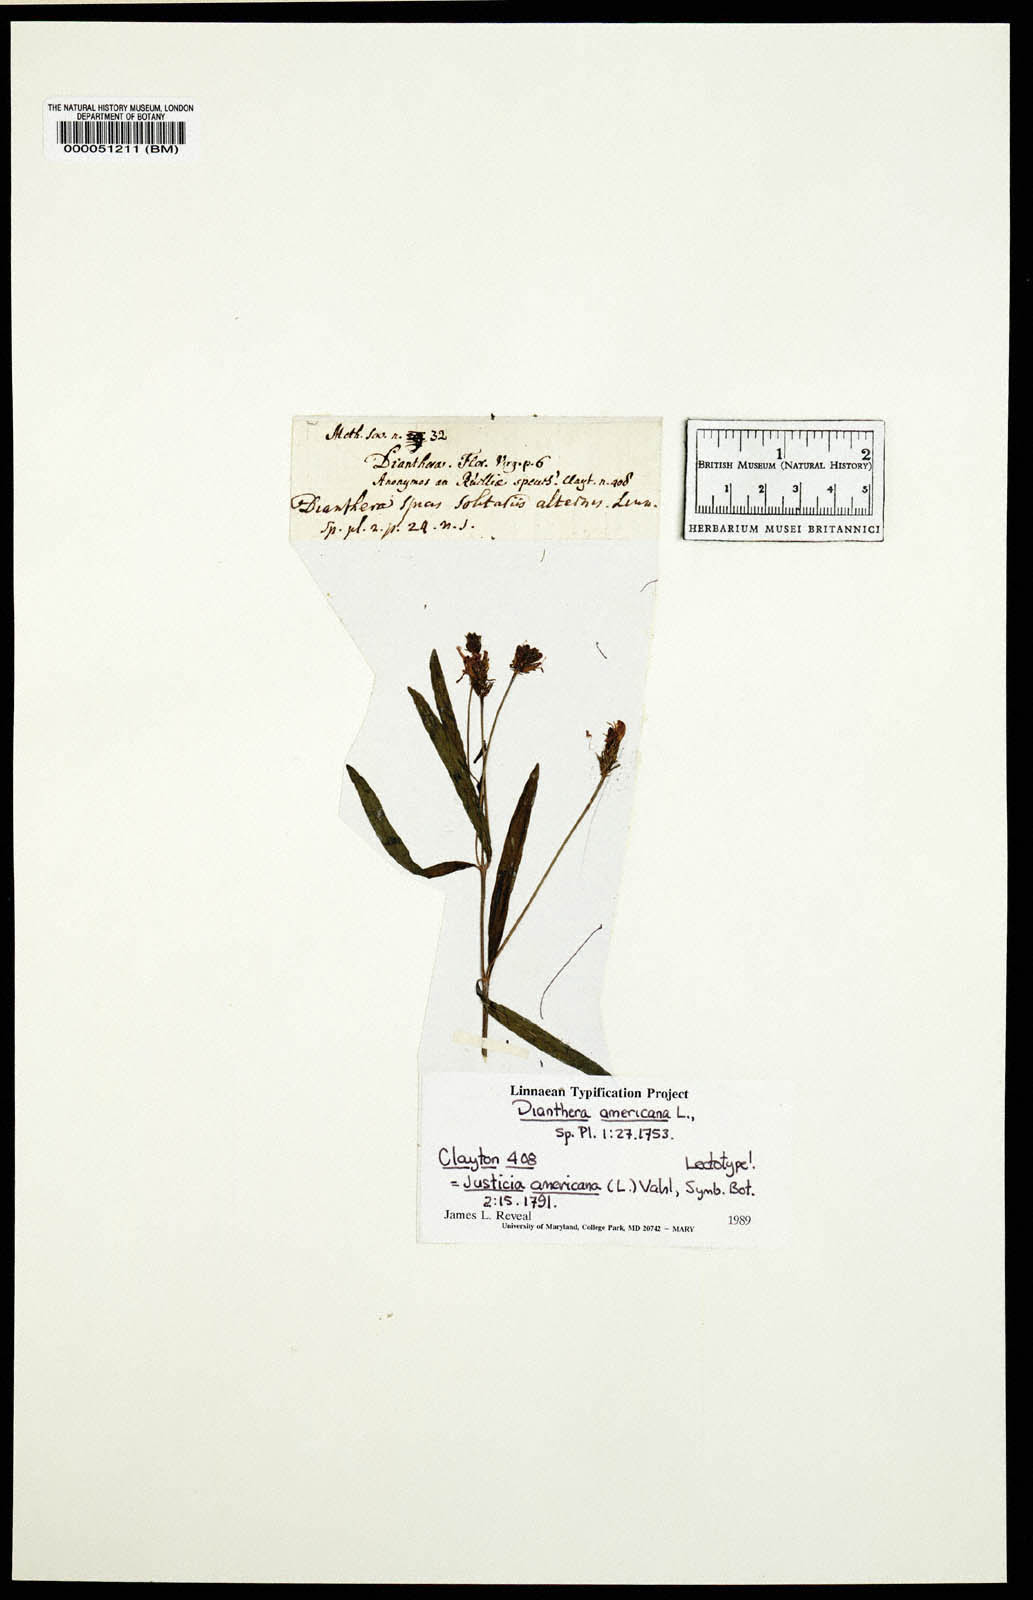 THE NATURAL HISTORY MUSEUM, LONDON
DEPARTMENT OF BOTANY
000051211 (BM)
Meth. Sex. n. 32
Dianthera. Flor. Virg. p. 6
Anonymos an Ruelliæ Clayt. n. 408
Dianthera spicis solitariis alternis. Linn.
Sp. pl. 2. p. 24. n. 1.
1 2
BRITISH MUSEUM (NATURAL HISTORY)
1 2 3 4 5
HERBARIUM MUSEI BRITANNICI
Linnaean Typification Project
Dianthera americana L.,
Sp. Pl. 1:27.1753.
Clayton 408 Lectotype!
= Justicia americana (L.) Vahl, Symb. Bot.
2:15.1791.
James L. Reveal 1989
University of Maryland, College Park, MD 20742 – MARY